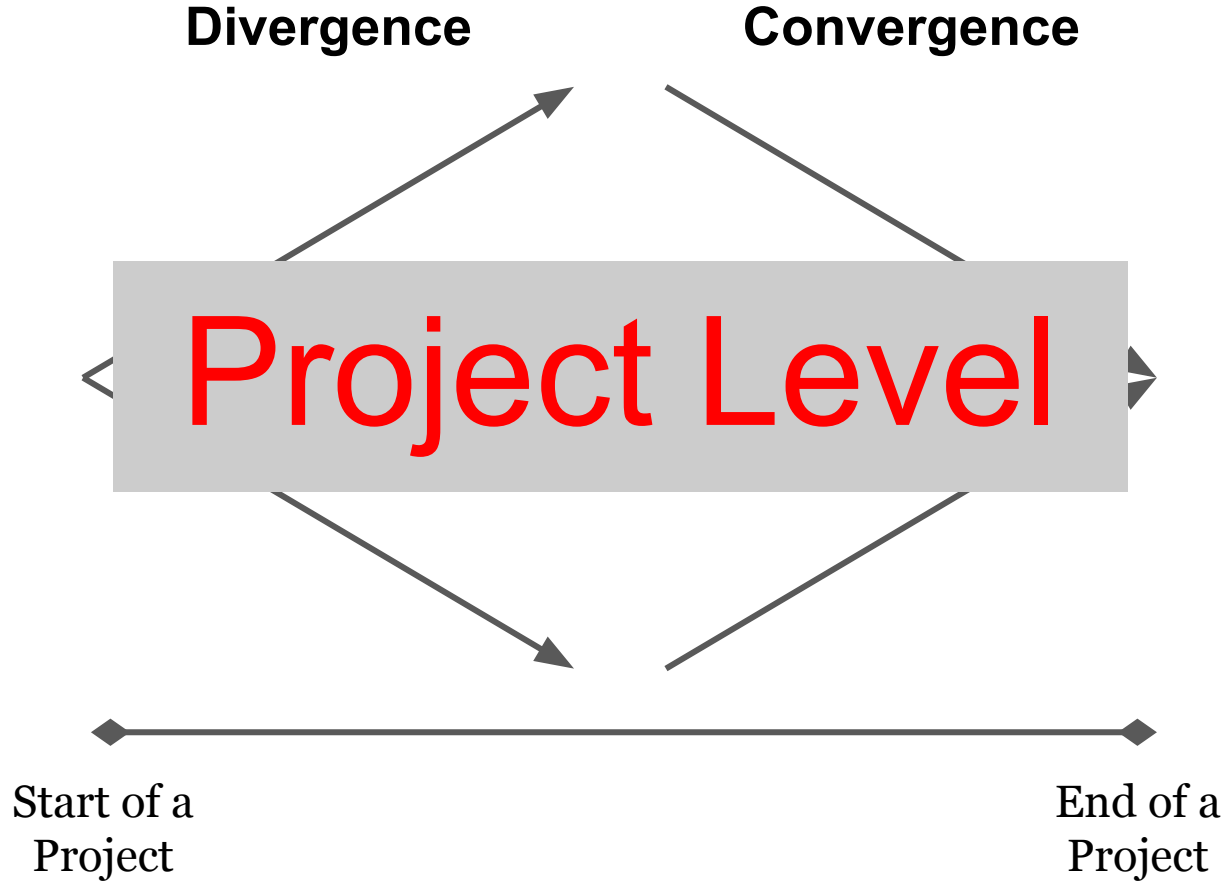 Divergence Convergence
Project Level
Start of a
Project
End of a
Project